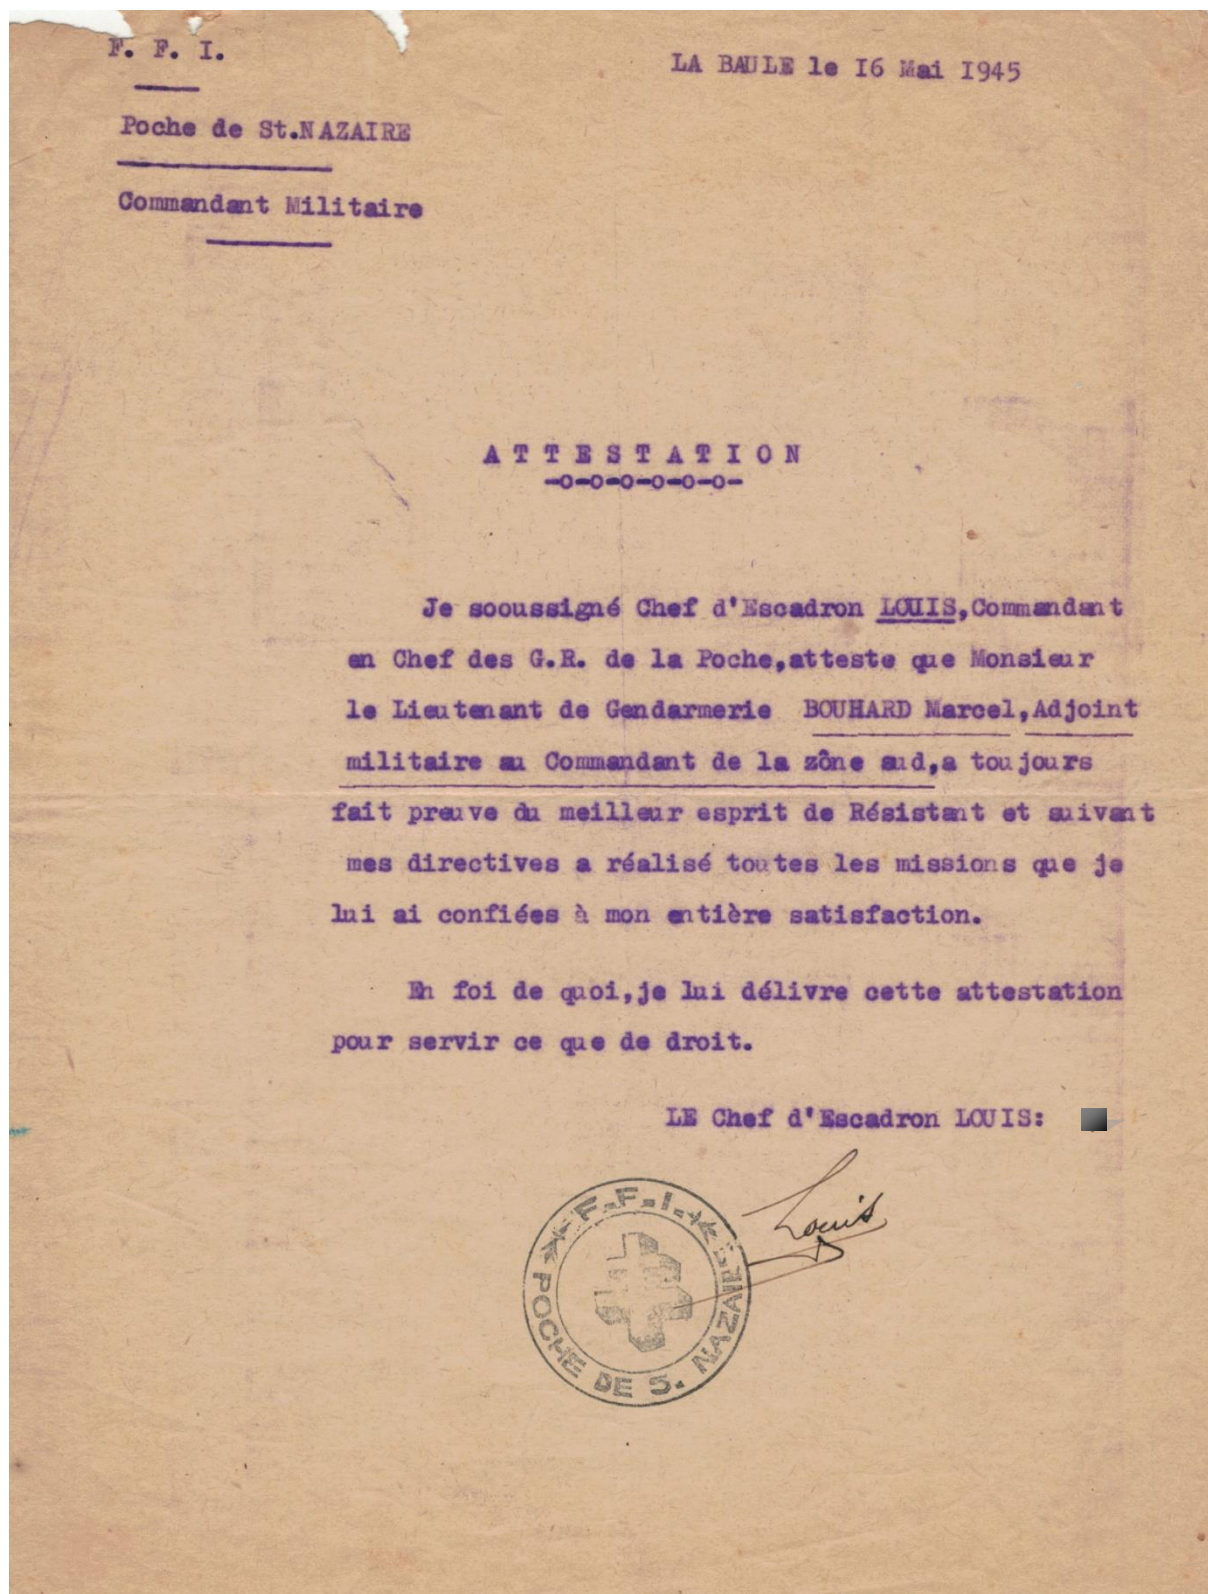 F. F. I.
LA BAULE le 16 Mai 1945
Poche de St.NAZAIRE
Commandant Militaire
ATTESTATION
-o-o-o-o-o-o-
Je sooussigné Chef d'Escadron LOUIS,Commandant
en Chef des G.R. de la Poche,atteste que Monsieur
le Lieutenant de Gendarmerie BOUHARD Marcel,Adjoint
militaire au Commandant de la zône sud,a toujours
fait preuve du meilleur esprit de Résistant et suivant
mes directives a réalisé toutes les missions que je
lui ai confiées à mon entière satisfaction.
En foi de quoi,je lui délivre cette attestation
pour servir ce que de droit.
LE Chef d'Escadron LOUIS:
Louis
F.F.I.
POCHE DE S. NAZAIRE